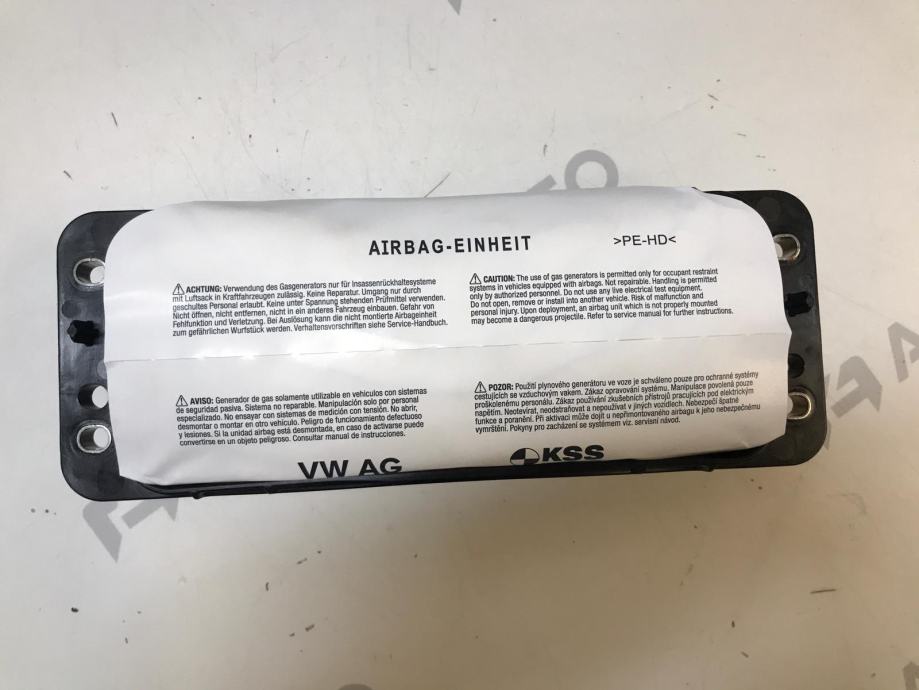 AIRBAG-EINHEIT
>PE-HD<
ACHTUNG: Verwendung des Gasgenerators nur für Insassenrückhaltesysteme
mit Luftsack in Kraftfahrzeugen zulässig. Keine Reparatur. Umgang nur durch
geschultes Personal erlaubt. Keine unter Spannung stehenden Prüfmittel verwenden.
Nicht öffnen, nicht entfernen, nicht in ein anderes Fahrzeug einbauen. Gefahr von
Fehlfunktion und Verletzung. Bei Auslösung kann die nicht montierte Airbageinheit
zum gefährlichen Wurfstück werden. Verhaltensvorschriften siehe Service-Handbuch.
CAUTION: The use of gas generators is permitted only for occupant restraint
systems in vehicles equipped with airbags. Not repairable. Handling is permitted
only by authorized personnel. Do not use any live electrical test equipment,
Do not open, remove or install into another vehicle. Risk of malfunction and
personal injury. Upon deployment, an airbag unit which is not properly mounted
may become a dangerous projectile. Refer to service manual for further instructions.
AVISO: Generador de gas solamente utilizable en vehiculos con sistemas
de seguridad pasiva. Sistema no reparable. Manipulación solo por personal
especializado. No ensayar con sistemas de medición con tensión. No abrir,
desmontar o montar en otro vehículo. Peligro de funcionamiento defectuoso
y lesiones. Si la unidad airbag está desmontada, en caso de activarse puede
convertirse en un objeto peligroso. Consultar manual de instrucciones.
POZOR: Použití plynového generátoru ve voze je schváleno pouze pro ochranné systémy
cestujících se vzduchovým vakem. Zákaz opravování systému. Manipulace povolená pouze
proškolenému personálu. Zákaz používání zkušebních přístrojů pracujících pod elektrickým
napětím. Neotevírat, neodstraňovat a nepoužívat v jiných vozidlech. Nebezpečí špatné
funkce a poranění. Při aktivaci může dojít u nepřimontovaného airbagu k jeho nebezpečnému
vymrštění. Pokyny pro zacházení se systémem viz. servisní návod.
VW AG
KSS